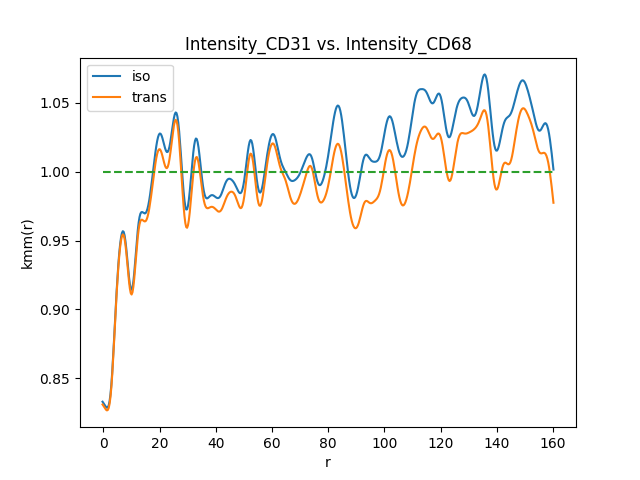 Intensity_CD31 vs. Intensity_CD68
iso
trans
kmm(r)
1.05
1.00
0.95
0.90
0.85
0 20 40 60 80 100 120 140 160
r